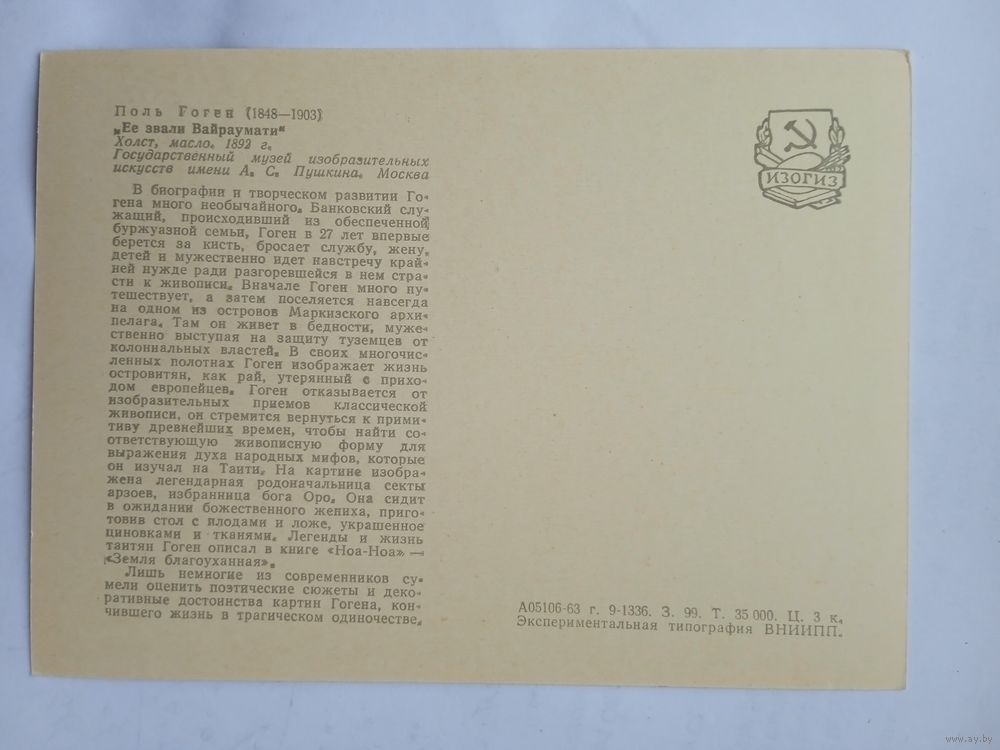 Поль Гоген (1848—1903)
„Ее звали Вайраумати“
Холст, масло. 1892 г.
Государственный музей изобразительных
искусств имени А. С. Пушкина. Москва
В биографии и творческом развитии Го-
гена много необычайного. Банковский слу-
жащий, происходивший из обеспеченной
буржуазной семьи, Гоген в 27 лет впервые
берется за кисть, бросает службу, жену,
детей и мужественно идет навстречу край-
ней нужде ради разгоревшейся в нем стра-
сти к живописи. Вначале Гоген много пу-
тешествует, а затем поселяется навсегда
на одном из островов Маркизского архи-
пелага. Там он живет в бедности, муже-
ственно выступая на защиту туземцев от
колониальных властей. В своих многочис-
ленных полотнах Гоген изображает жизнь
островитян, как рай, утерянный с прихо-
дом европейцев. Гоген отказывается от
изобразительных приемов классической
живописи, он стремится вернуться к прими-
тиву древнейших времен, чтобы найти со-
ответствующую живописную форму для
выражения духа народных мифов, которые
он изучал на Таити. На картине изобра-
жена легендарная родоначальница секты
арзоев, избранница бога Оро. Она сидит
в ожидании божественного жениха, приго-
товив стол с плодами и ложе, украшенное
циновками и тканями. Легенды и жизнь
таитян Гоген описал в книге «Ноа-Ноа» —
«Земля благоуханная».
Лишь немногие из современников су-
мели оценить поэтические сюжеты и деко-
ративные достоинства картин Гогена, кон-
чившего жизнь в трагическом одиночестве.
ИЗОГИЗ
А05106-63 г. 9-1336. З. 99. Т. 35 000. Ц. 3 к.
Экспериментальная типография ВНИИПП.
www.ay.by